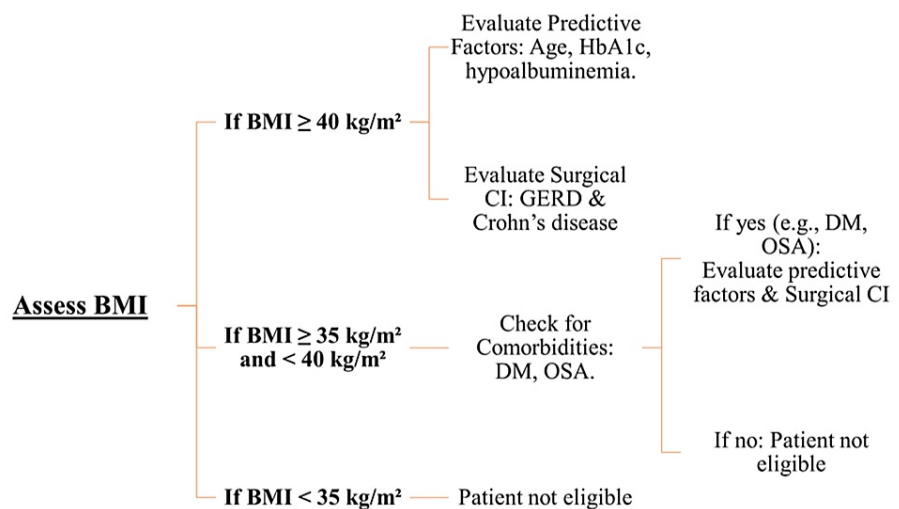 Assess BMI
If BMI ≥ 40 kg/m²
Evaluate Predictive
Factors: Age, HbA1c,
hypoalbuminemia.
Evaluate Surgical
CI: GERD &
Crohn’s disease
If BMI ≥ 35 kg/m²
and < 40 kg/m²
Check for
Comorbidities:
DM, OSA.
If yes (e.g., DM,
OSA):
Evaluate predictive
factors & Surgical CI
If no: Patient not
eligible
If BMI < 35 kg/m²
Patient not eligible